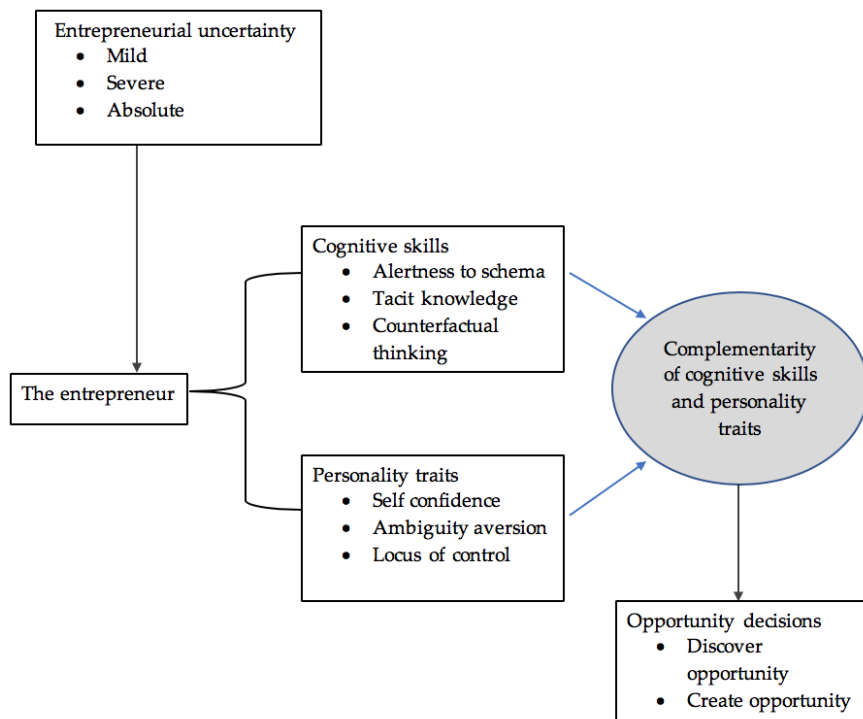 Entrepreneurial uncertainty
• Mild
• Severe
• Absolute
Cognitive skills
• Alertness to schema
• Tacit knowledge
• Counterfactual
thinking
The entrepreneur
Complementarity
of cognitive skills
and personality
traits
Personality traits
• Self confidence
• Ambiguity aversion
• Locus of control
Opportunity decisions
• Discover
opportunity
• Create opportunity